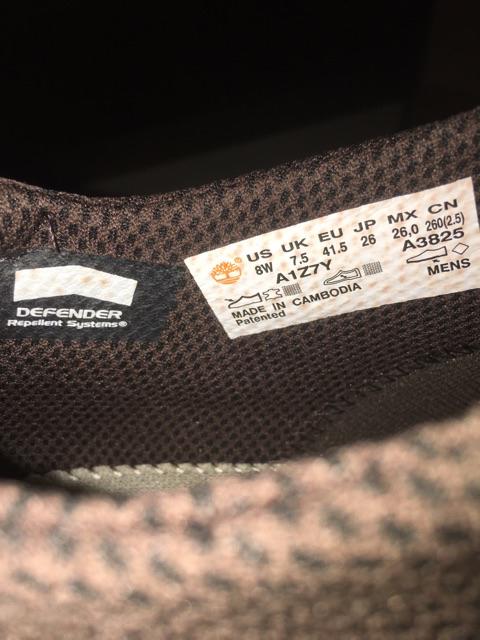 DEFENDER
Repellent Systems®
US UK EU JP MX CN
8W 7.5 41.5 26 26,0 260(2.5)
A1Z7Y A3825
MENS
MADE IN CAMBODIA
Patented